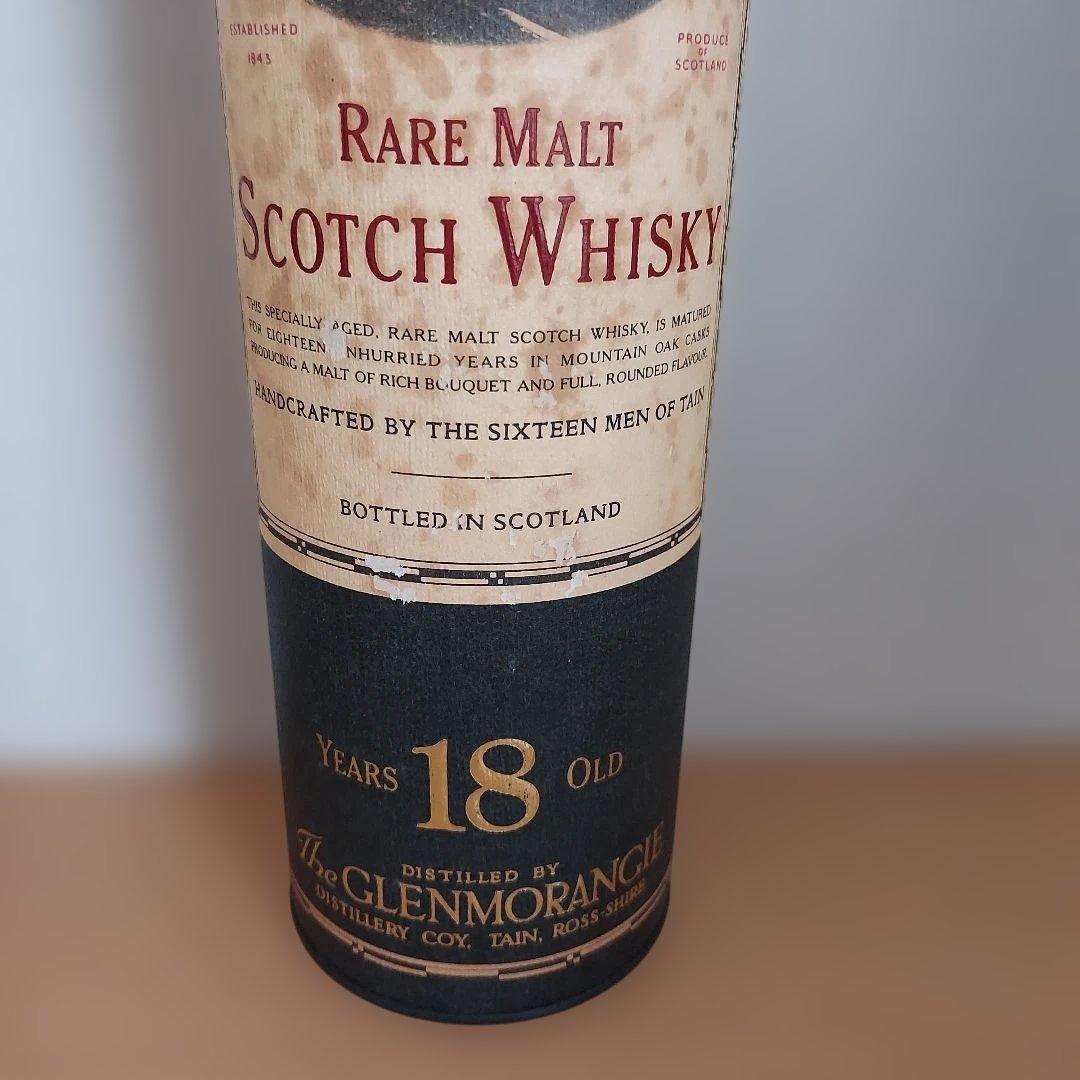 ESTABLISHED
1843
PRODUCE
OF
SCOTLAND
RARE MALT
SCOTCH WHISKY
THIS SPECIALLY AGED, RARE MALT SCOTCH WHISKY, IS MATURED
FOR EIGHTEEN UNHURRIED YEARS IN MOUNTAIN OAK CASKS
PRODUCING A MALT OF RICH BOUQUET AND FULL, ROUNDED FLAVOUR.
HANDCRAFTED BY THE SIXTEEN MEN OF TAIN
BOTTLED IN SCOTLAND
YEARS 18 OLD
DISTILLED BY
The GLENMORANGIE
DISTILLERY COY, TAIN, ROSS-SHIRE